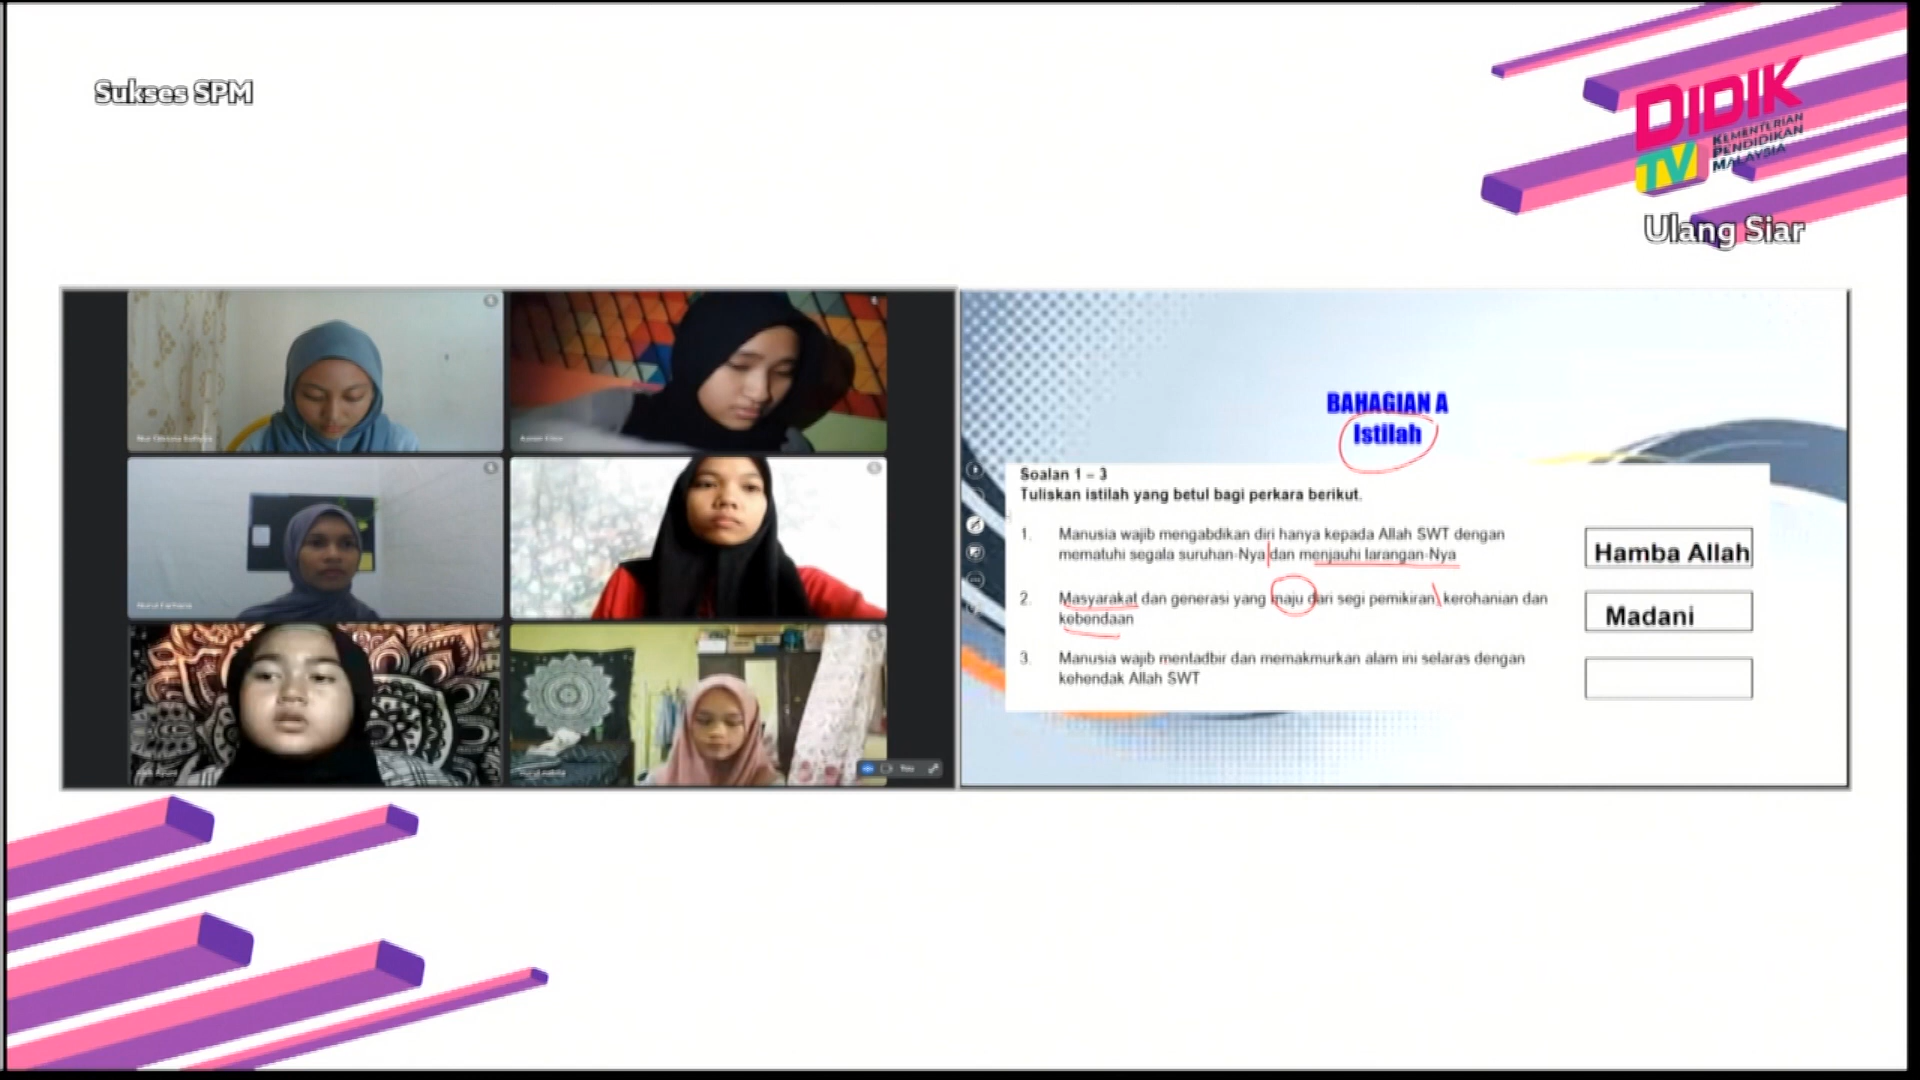 Sukses SPM
DIDIK
TV
KEMENTERIAN
PENDIDIKAN
MALAYSIA
Ulang Siar
BAHAGIAN A
Istilah
Soalan 1 – 3
Tuliskan istilah yang betul bagi perkara berikut.
1. Manusia wajib mengabdikan diri hanya kepada Allah SWT dengan
mematuhi segala suruhan-Nya dan menjauhi larangan-Nya
Hamba Allah
2. Masyarakat dan generasi yang maju dari segi pemikiran, kerohanian dan
kebendaan
Madani
3. Manusia wajib mentadbir dan memakmurkan alam ini selaras dengan
kehendak Allah SWT
You